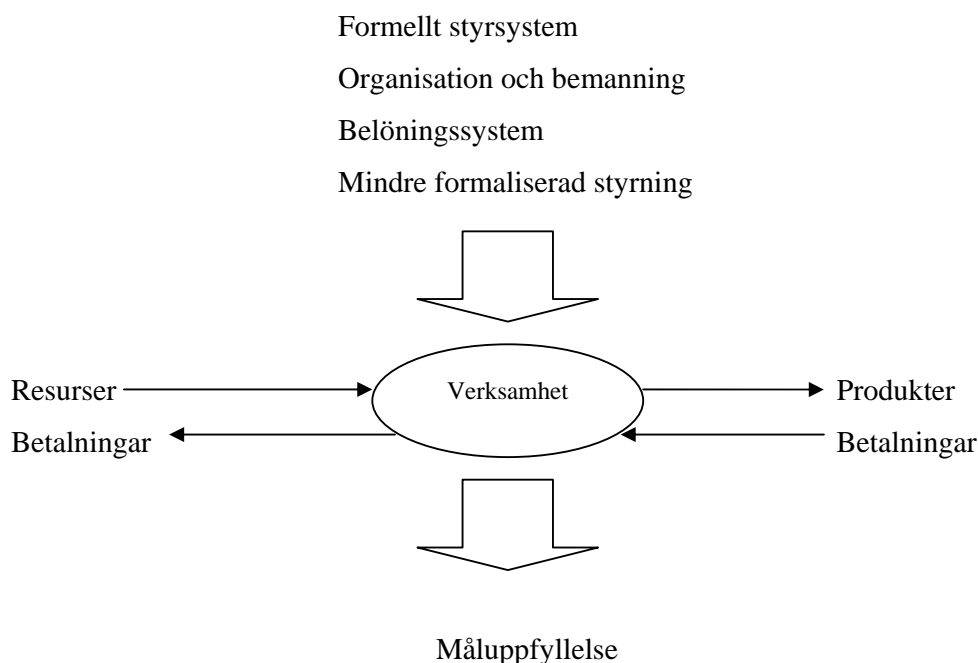 Formellt styrsystem
Organisation och bemanning
Belöningssystem
Mindre formaliserad styrning
Verksamhet
Resurser
Produkter
Betalningar
Betalningar
Måluppfyllelse